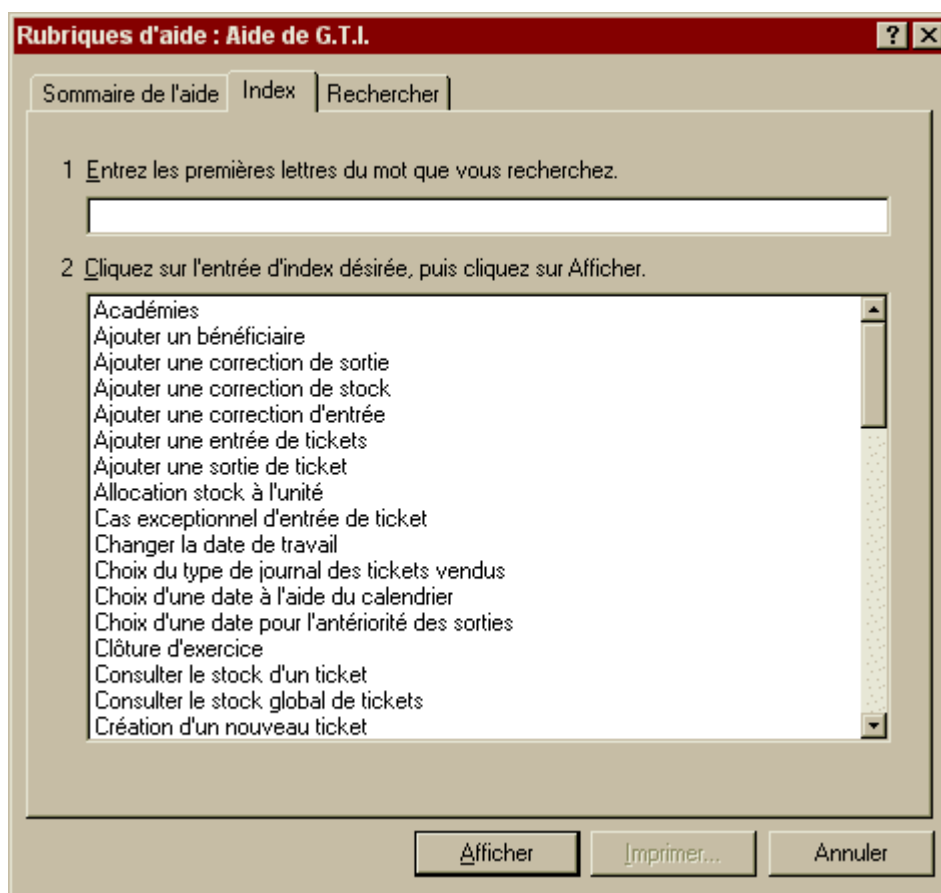 Rubriques d'aide : Aide de G.T.I.
Sommaire de l'aide Index Rechercher
1 Entrez les premières lettres du mot que vous recherchez.
2 Cliquez sur l'entrée d'index désirée, puis cliquez sur Afficher.
Académies
Ajouter un bénéficiaire
Ajouter une correction de sortie
Ajouter une correction de stock
Ajouter une correction d'entrée
Ajouter une entrée de tickets
Ajouter une sortie de ticket
Allocation stock à l'unité
Cas exceptionnel d'entrée de ticket
Changer la date de travail
Choix du type de journal des tickets vendus
Choix d'une date à l'aide du calendrier
Choix d'une date pour l'antériorité des sorties
Clôture d'exercice
Consulter le stock d'un ticket
Consulter le stock global de tickets
Création d'un nouveau ticket
Afficher Imprimer... Annuler